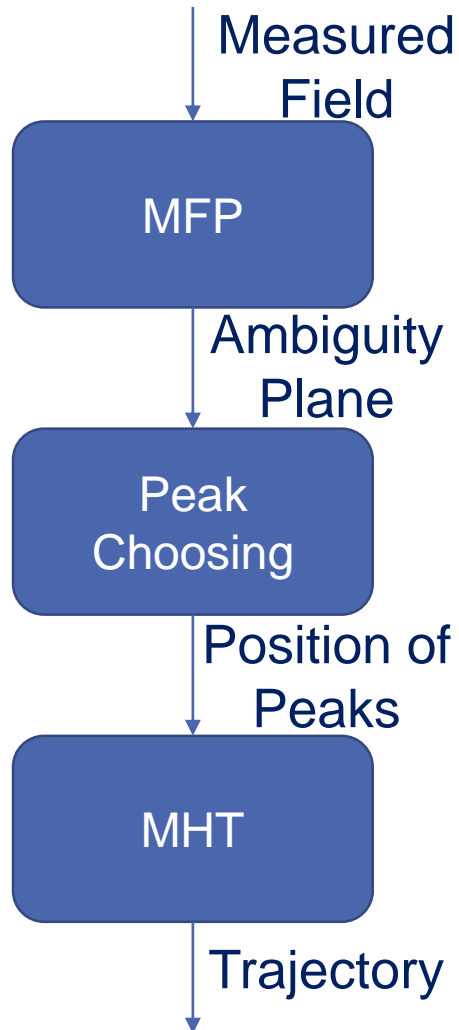 Measured
Field
MFP
Ambiguity
Plane
Peak
Choosing
Position of
Peaks
MHT
Trajectory